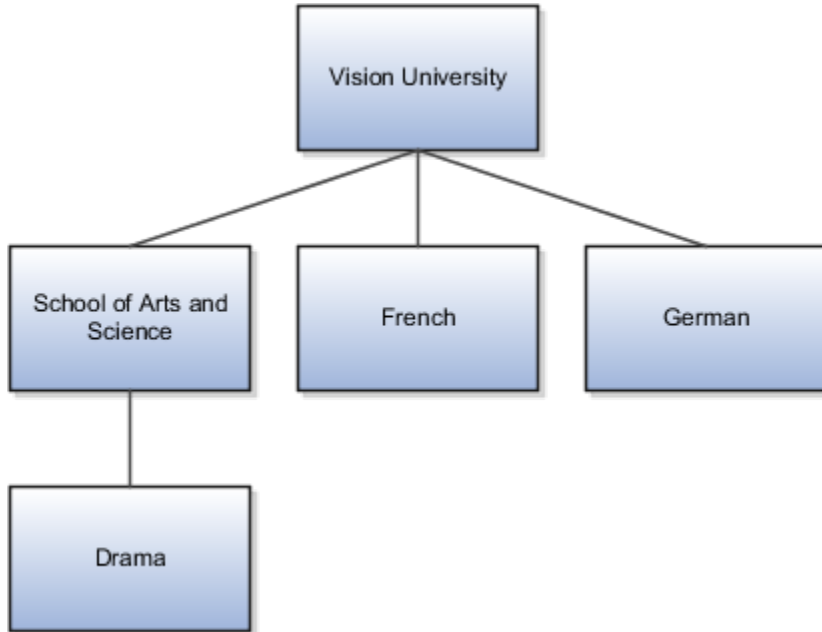 Vision University
School of Arts and
Science
French
German
Drama